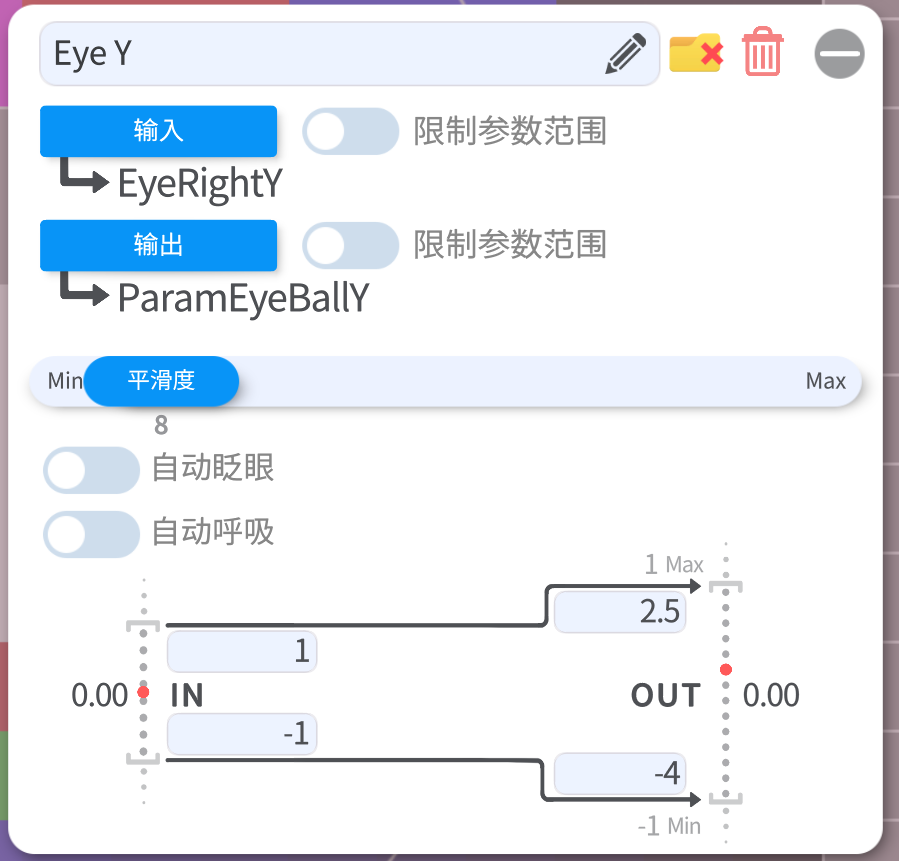 Eye Y
输入 限制参数范围
EyeRightY
输出 限制参数范围
ParamEyeBallY
Min 平滑度 Max
8
自动眨眼
自动呼吸
1 Max
2.5
1
0.00 IN OUT 0.00
-1
-4
-1 Min